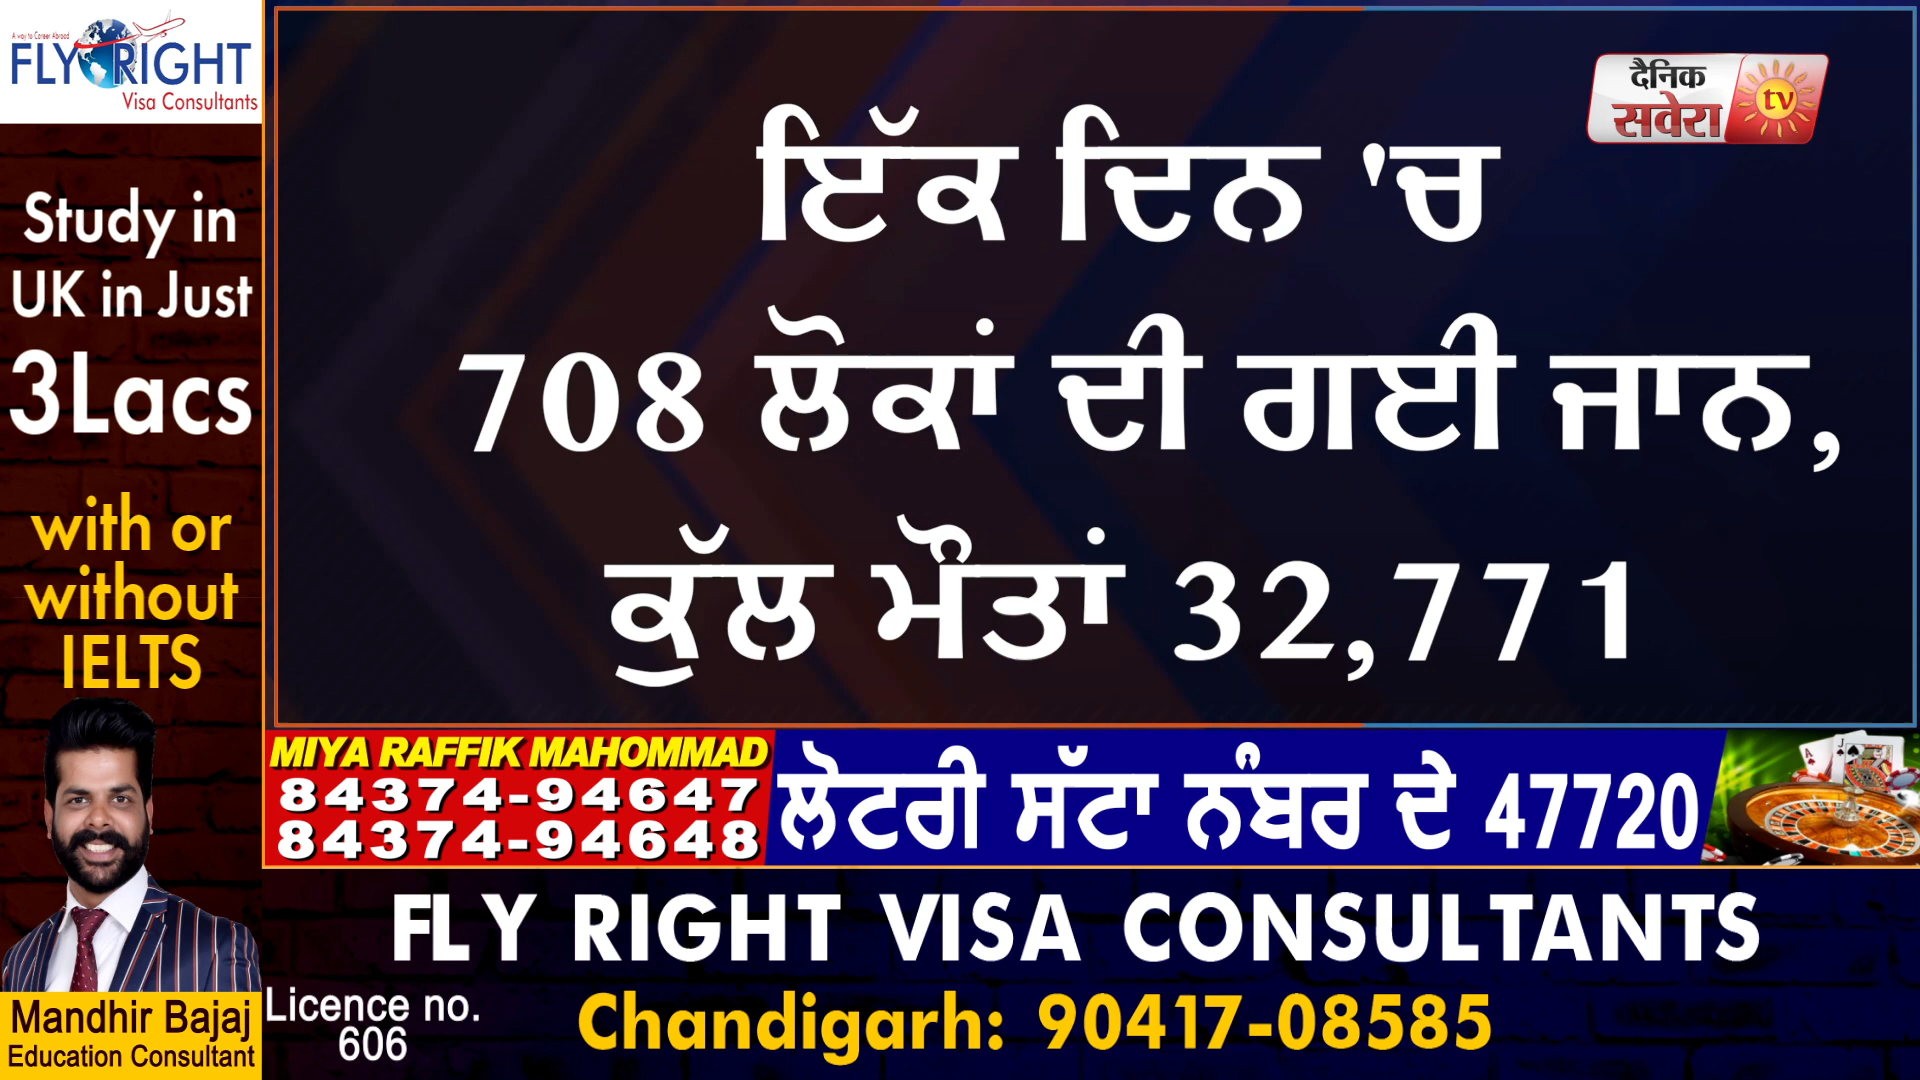 A way to Career Abroad
FLY RIGHT
Visa Consultants
Study in
UK in Just
3Lacs
with or
without
IELTS
Mandhir Bajaj
Education Consultant
दैनिक
सवेरा
tv
ਇੱਕ ਦਿਨ 'ਚ
708 ਲੋਕਾਂ ਦੀ ਗਈ ਜਾਨ,
ਕੁੱਲ ਮੌਤਾਂ 32,771
MIYA RAFFIK MAHOMMAD
84374-94647
84374-94648
ਲੋਟਰੀ ਸੱਟਾ ਨੰਬਰ ਦੇ 47720
FLY RIGHT VISA CONSULTANTS
Licence no.
606
Chandigarh: 90417-08585